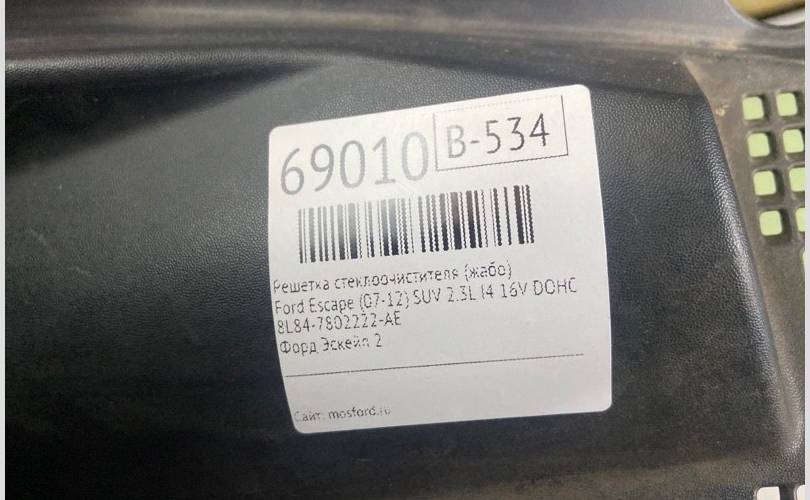 69010 B-534
Решетка стеклоочистителя (жабо)
Ford Escape (07-12) SUV 2.3L I4 16V DOHC
8L84-7802222-AE
Форд Эскейп 2
Сайт: mosford.ru